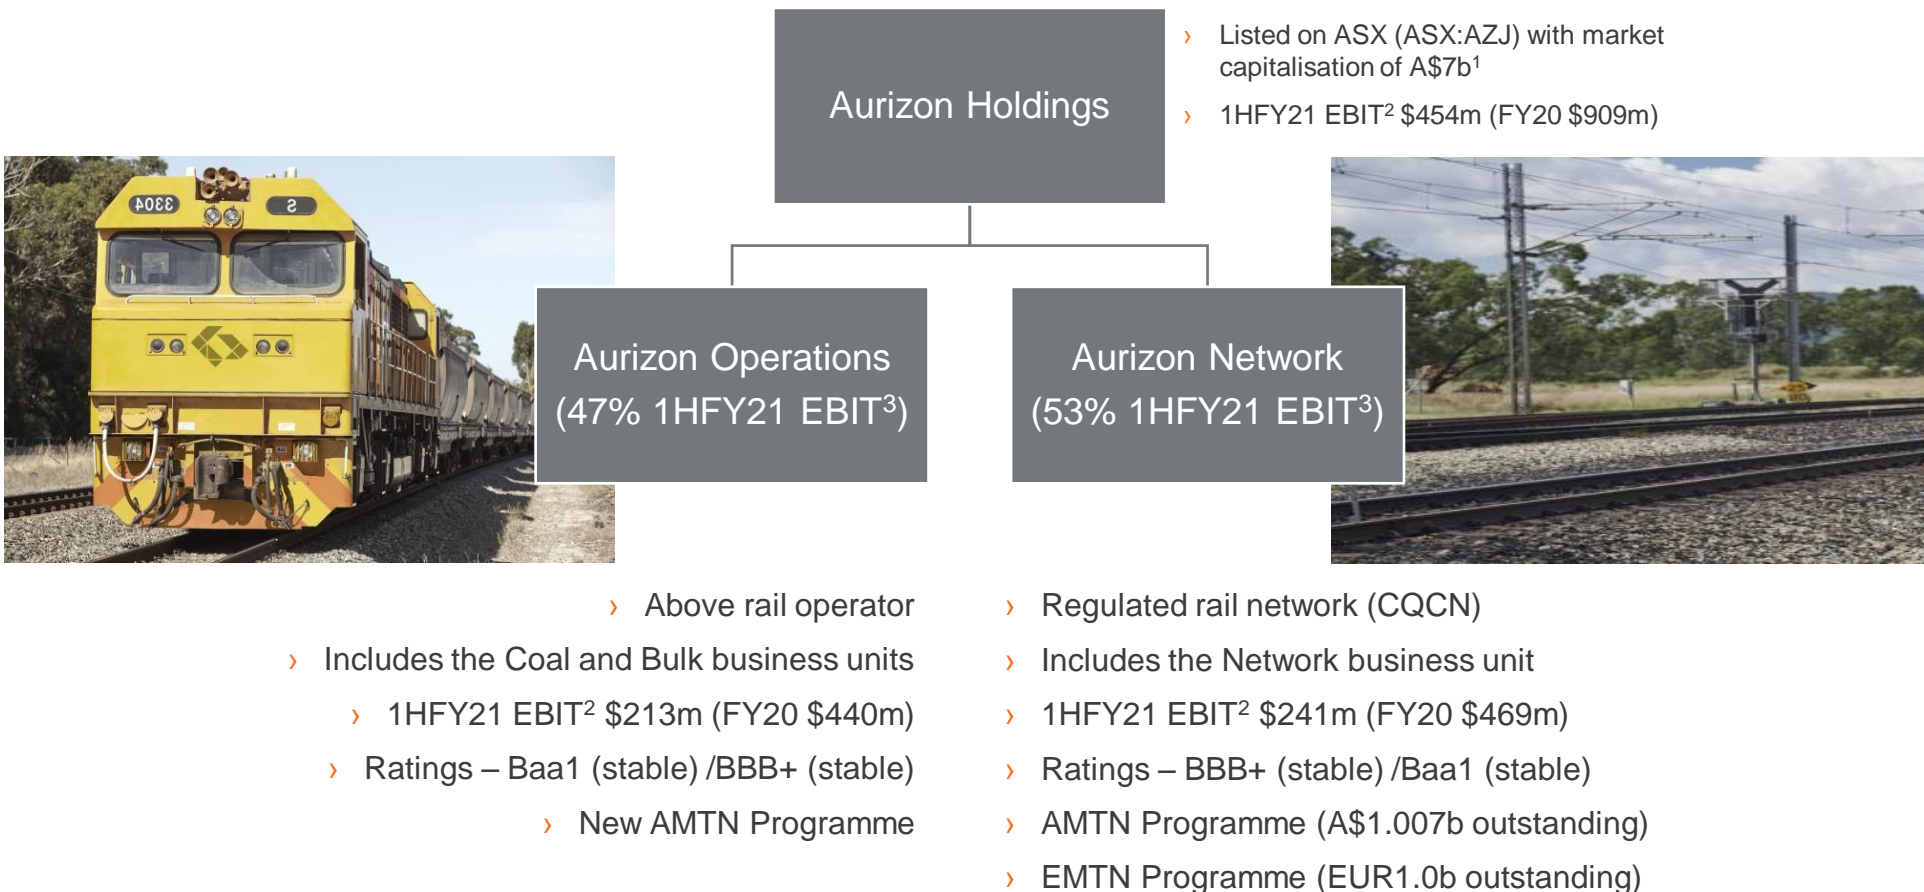 Aurizon Holdings
› Listed on ASX (ASX:AZJ) with market
capitalisation of A$7b¹
› 1HFY21 EBIT² $454m (FY20 $909m)
3304
S
Aurizon Operations
(47% 1HFY21 EBIT³)
Aurizon Network
(53% 1HFY21 EBIT³)
› Above rail operator
› Includes the Coal and Bulk business units
› 1HFY21 EBIT² $213m (FY20 $440m)
› Ratings – Baa1 (stable) /BBB+ (stable)
› New AMTN Programme
› Regulated rail network (CQCN)
› Includes the Network business unit
› 1HFY21 EBIT² $241m (FY20 $469m)
› Ratings – BBB+ (stable) /Baa1 (stable)
› AMTN Programme (A$1.007b outstanding)
› EMTN Programme (EUR1.0b outstanding)